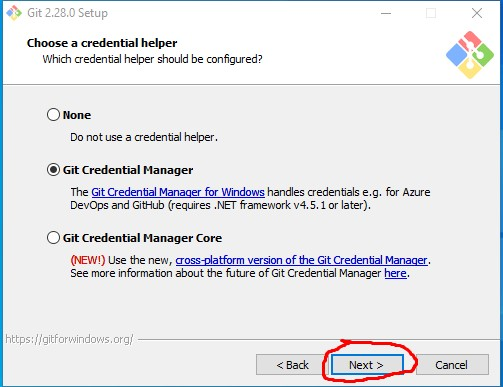 Git 2.28.0 Setup
Choose a credential helper
Which credential helper should be configured?
None
Do not use a credential helper.
Git Credential Manager
The Git Credential Manager for Windows handles credentials e.g. for Azure
DevOps and GitHub (requires .NET framework v4.5.1 or later).
Git Credential Manager Core
(NEW!) Use the new, cross-platform version of the Git Credential Manager.
See more information about the future of Git Credential Manager here.
https://gitforwindows.org/
< Back
Next >
Cancel